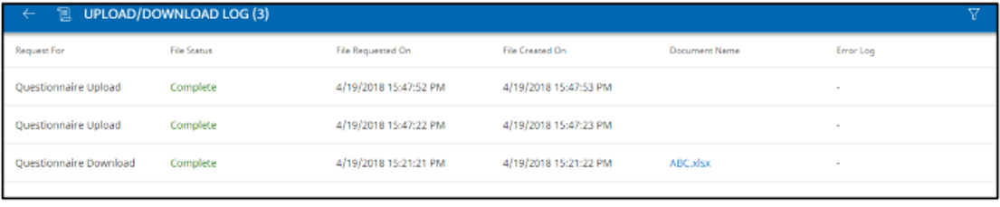 UPLOAD/DOWNLOAD LOG (3)
Request For File Status File Requested On File Created On Document Name Error Log
Questionnaire Upload Complete 4/19/2018 15:47:52 PM 4/19/2018 15:47:53 PM -
Questionnaire Upload Complete 4/19/2018 15:47:22 PM 4/19/2018 15:47:23 PM -
Questionnaire Download Complete 4/19/2018 15:21:21 PM 4/19/2018 15:21:22 PM ABC.xlsx -